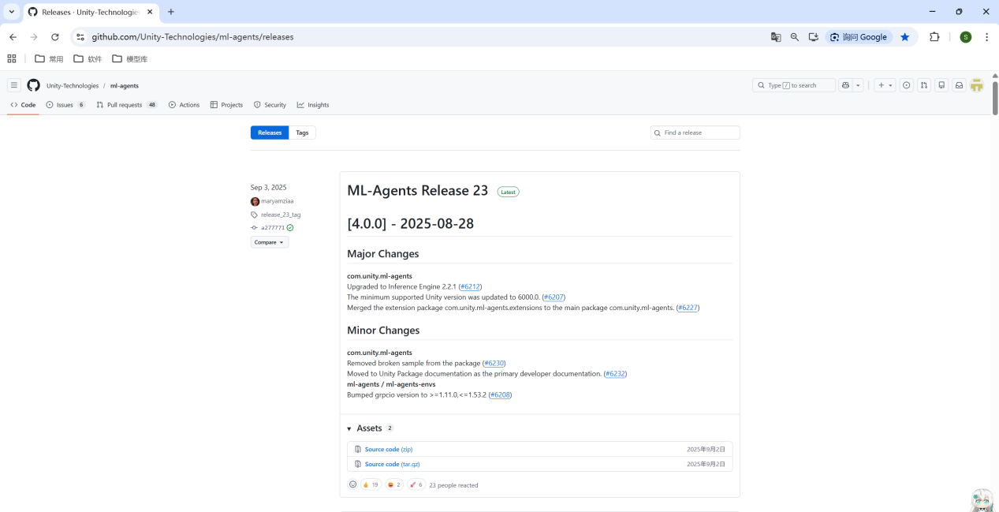 Releases · Unity-Technologies
github.com/Unity-Technologies/ml-agents/releases
询问 Google
S
常用
软件
模型库
Unity-Technologies / ml-agents
Type / to search
Code
Issues 6
Pull requests 48
Actions
Projects
Security
Insights
Releases
Tags
Find a release
Sep 3, 2025
maryamziaa
release_23_tag
a277771
Compare
ML-Agents Release 23 Latest
[4.0.0] - 2025-08-28
Major Changes
com.unity.ml-agents
Upgraded to Inference Engine 2.2.1 (#6212)
The minimum supported Unity version was updated to 6000.0. (#6207)
Merged the extension package com.unity.ml-agents.extensions to the main package com.unity.ml-agents. (#6227)
Minor Changes
com.unity.ml-agents
Removed broken sample from the package (#6230)
Moved to Unity Package documentation as the primary developer documentation. (#6232)
ml-agents / ml-agents-envs
Bumped grpcio version to >=1.11.0,<=1.53.2 (#6208)
Assets 2
Source code (zip) 2025年9月2日
Source code (tar.gz) 2025年9月2日
19 2 6 23 people reacted